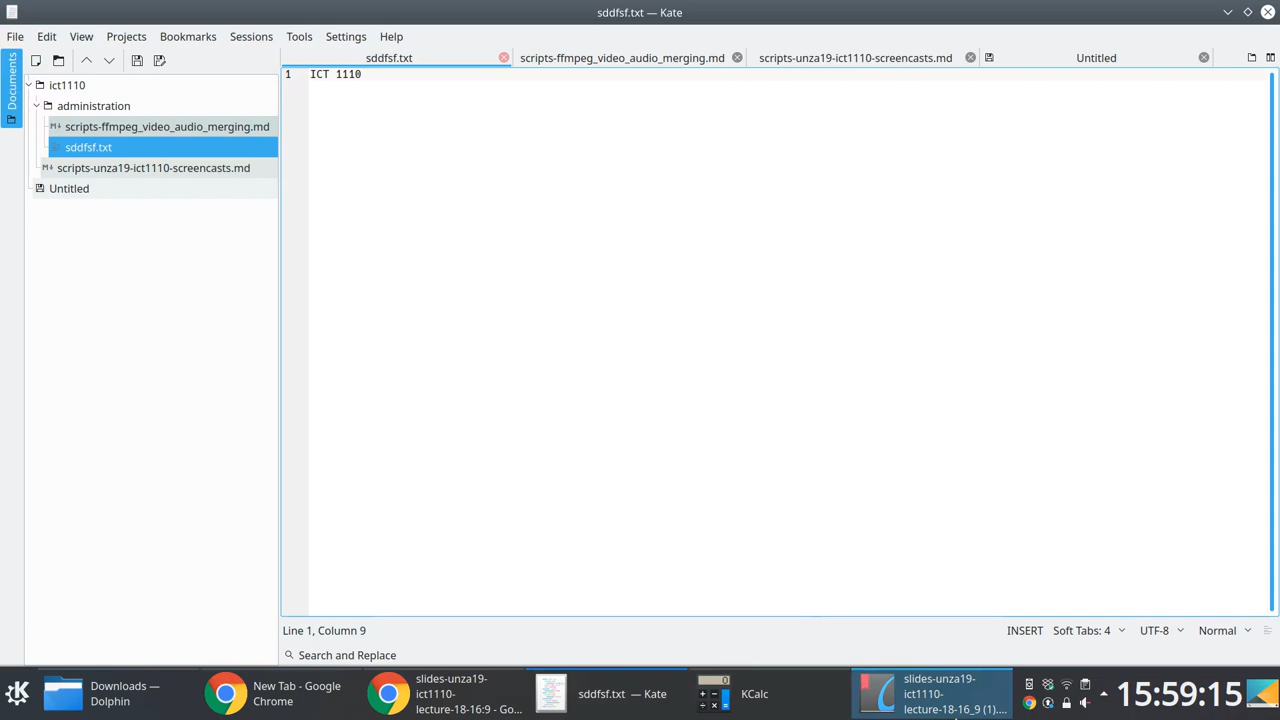 sddfsf.txt — Kate
File Edit View Projects Bookmarks Sessions Tools Settings Help
Documents
sddfsf.txt
scripts-ffmpeg_video_audio_merging.md
scripts-unza19-ict1110-screencasts.md
Untitled
ict1110
administration
scripts-ffmpeg_video_audio_merging.md
sddfsf.txt
scripts-unza19-ict1110-screencasts.md
Untitled
1 ICT 1110
Line 1, Column 9
INSERT
Soft Tabs: 4
UTF-8
Normal
Search and Replace
Downloads —
Dolphin
New Tab - Google
Chrome
slides-unza19-
ict1110-
lecture-18-16:9 - Go...
sddfsf.txt — Kate
0
KCalc
slides-unza19-
ict1110-
lecture-18-16_9 (1)....
15:59:15